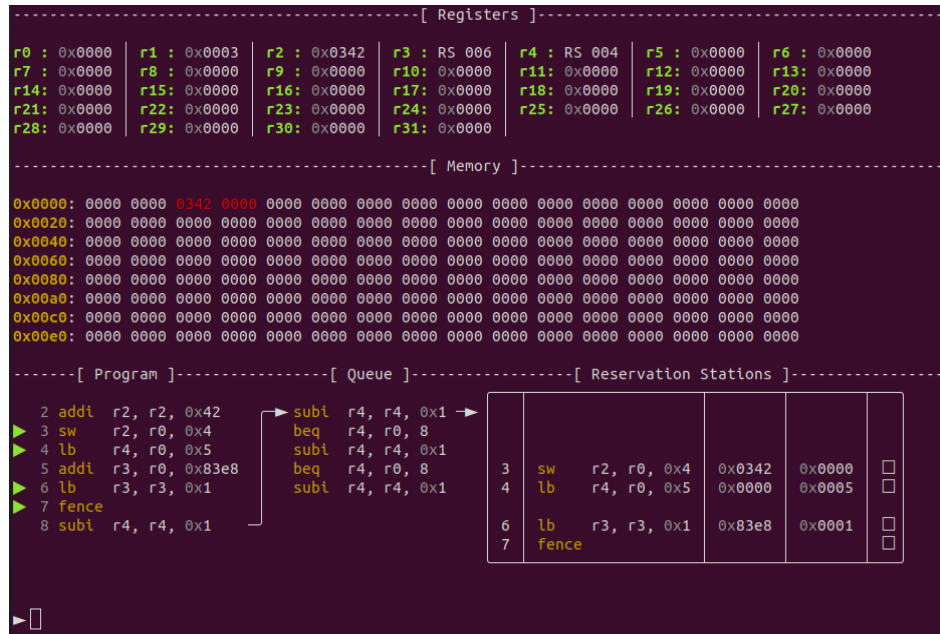 [ Registers ]
r0 : 0x0000 r1 : 0x0003 r2 : 0x0342 r3 : RS 006 r4 : RS 004 r5 : 0x0000 r6 : 0x0000
r7 : 0x0000 r8 : 0x0000 r9 : 0x0000 r10: 0x0000 r11: 0x0000 r12: 0x0000 r13: 0x0000
r14: 0x0000 r15: 0x0000 r16: 0x0000 r17: 0x0000 r18: 0x0000 r19: 0x0000 r20: 0x0000
r21: 0x0000 r22: 0x0000 r23: 0x0000 r24: 0x0000 r25: 0x0000 r26: 0x0000 r27: 0x0000
r28: 0x0000 r29: 0x0000 r30: 0x0000 r31: 0x0000
[ Memory ]
0x0000: 0000 0000 0342 0000 0000 0000 0000 0000 0000 0000 0000 0000 0000 0000 0000 0000
0x0020: 0000 0000 0000 0000 0000 0000 0000 0000 0000 0000 0000 0000 0000 0000 0000 0000
0x0040: 0000 0000 0000 0000 0000 0000 0000 0000 0000 0000 0000 0000 0000 0000 0000 0000
0x0060: 0000 0000 0000 0000 0000 0000 0000 0000 0000 0000 0000 0000 0000 0000 0000 0000
0x0080: 0000 0000 0000 0000 0000 0000 0000 0000 0000 0000 0000 0000 0000 0000 0000 0000
0x00a0: 0000 0000 0000 0000 0000 0000 0000 0000 0000 0000 0000 0000 0000 0000 0000 0000
0x00c0: 0000 0000 0000 0000 0000 0000 0000 0000 0000 0000 0000 0000 0000 0000 0000 0000
0x00e0: 0000 0000 0000 0000 0000 0000 0000 0000 0000 0000 0000 0000 0000 0000 0000 0000
[ Program ] [ Queue ] [ Reservation Stations ]
2 addi r2, r2, 0x42 subi r4, r4, 0x1
3 sw r2, r0, 0x4 beq r4, r0, 8
4 lb r4, r0, 0x5 subi r4, r4, 0x1
5 addi r3, r0, 0x83e8 beq r4, r0, 8 3 sw r2, r0, 0x4 0x0342 0x0000
6 lb r3, r3, 0x1 subi r4, r4, 0x1 4 lb r4, r0, 0x5 0x0000 0x0005
7 fence
8 subi r4, r4, 0x1 6 lb r3, r3, 0x1 0x83e8 0x0001
7 fence